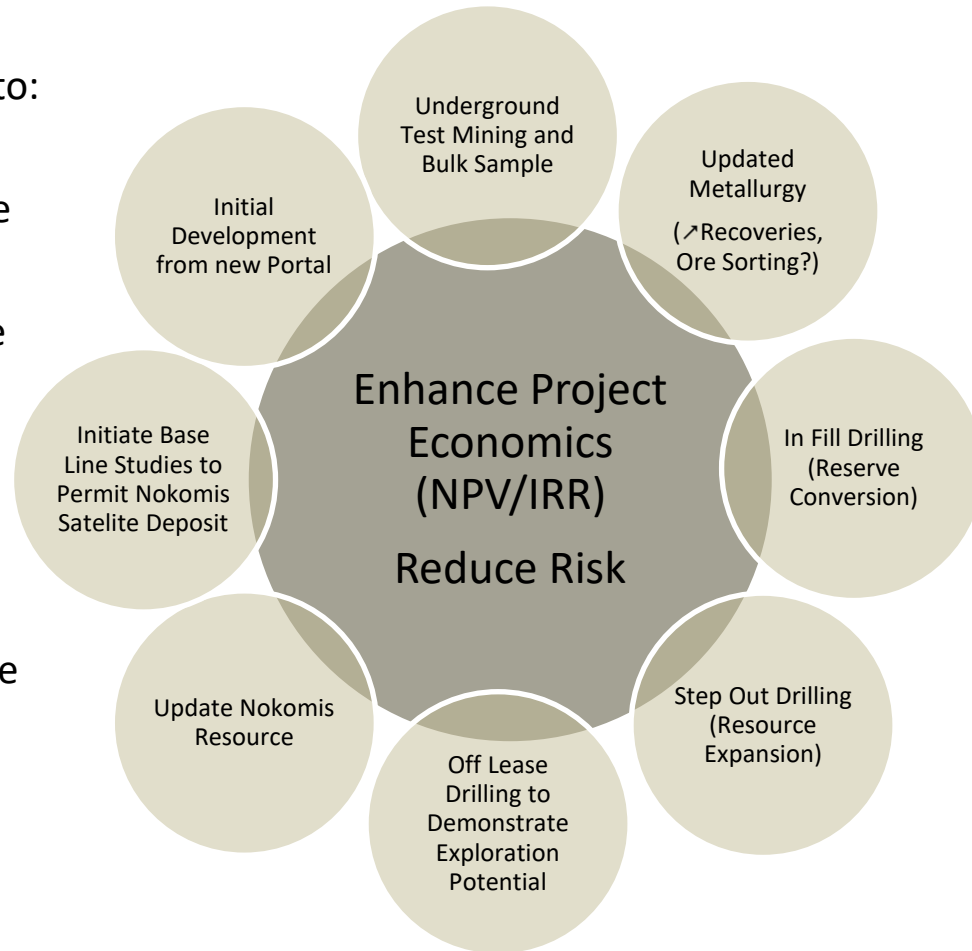 to:
e
e
e
Underground
Test Mining and
Bulk Sample
Updated
Metallurgy
(↗Recoveries,
Ore Sorting?)
In Fill Drilling
(Reserve
Conversion)
Step Out Drilling
(Resource
Expansion)
Off Lease
Drilling to
Demonstrate
Exploration
Potential
Update Nokomis
Resource
Initiate Base
Line Studies to
Permit Nokomis
Satelite Deposit
Initial
Development
from new Portal
Enhance Project
Economics
(NPV/IRR)
Reduce Risk